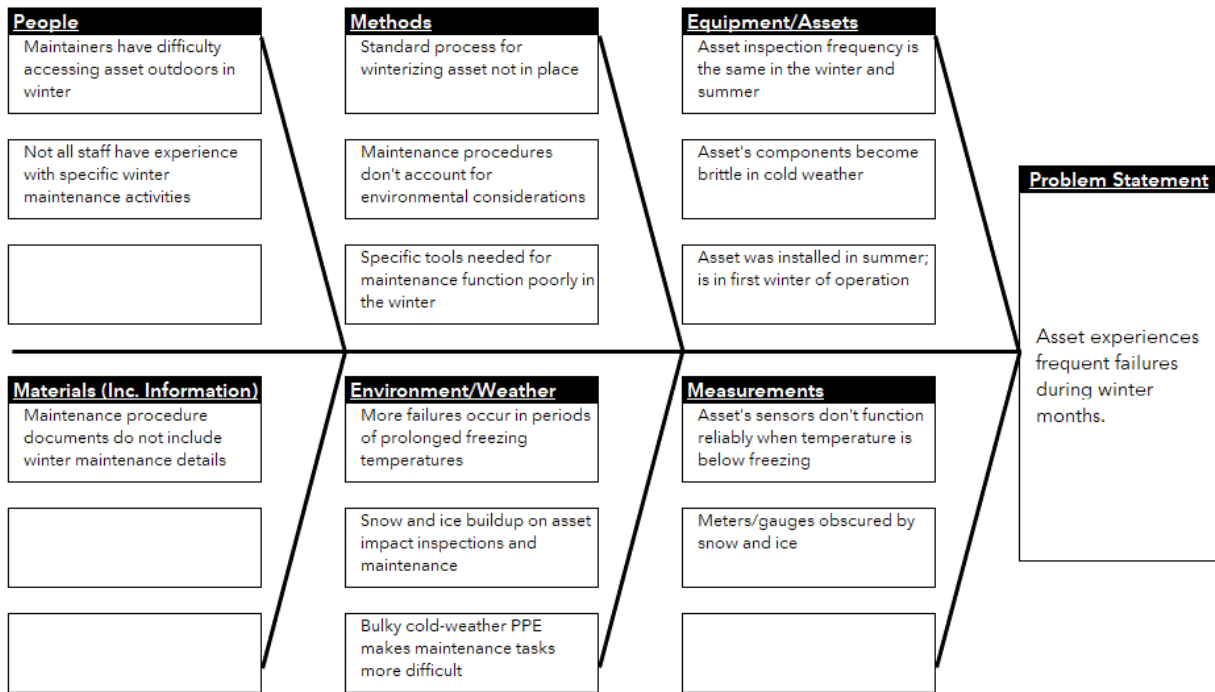 People
Maintainers have difficulty
accessing asset outdoors in
winter
Not all staff have experience
with specific winter
maintenance activities
Methods
Standard process for
winterizing asset not in place
Maintenance procedures
don't account for
environmental considerations
Specific tools needed for
maintenance function poorly in
the winter
Equipment/Assets
Asset inspection frequency is
the same in the winter and
summer
Asset's components become
brittle in cold weather
Asset was installed in summer;
is in first winter of operation
Materials (Inc. Information)
Maintenance procedure
documents do not include
winter maintenance details
Environment/Weather
More failures occur in periods
of prolonged freezing
temperatures
Snow and ice buildup on asset
impact inspections and
maintenance
Bulky cold-weather PPE
makes maintenance tasks
more difficult
Measurements
Asset's sensors don't function
reliably when temperature is
below freezing
Meters/gauges obscured by
snow and ice
Problem Statement
Asset experiences
frequent failures
during winter
months.